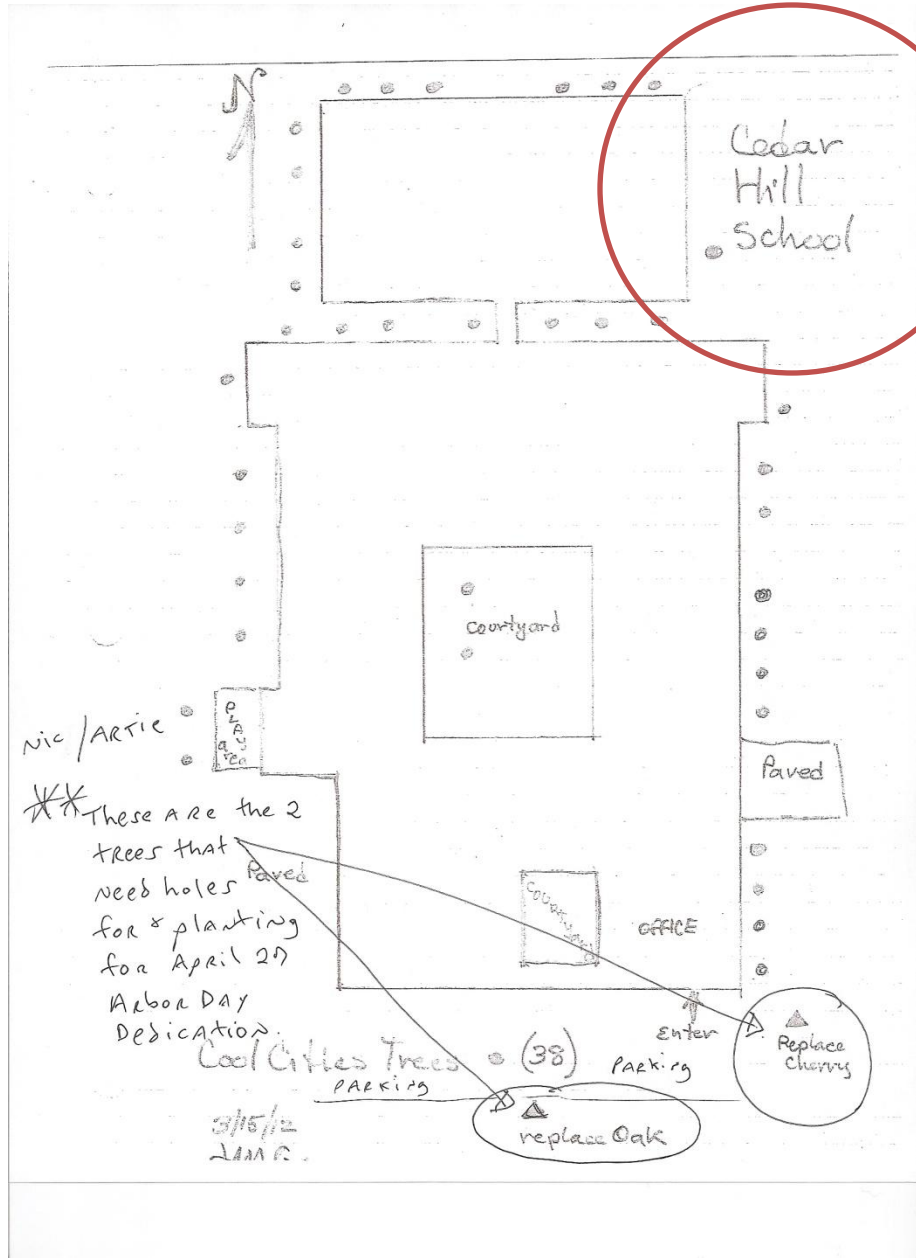 N
Cedar
Hill
School
Courtyard
Nic / ARTIE
PLAY
area
Paved
** These are the 2
trees that
need holes
for & planting
for April 27
Arbor Day
Dedication.
Paved
COURTYARD
OFFICE
Enter
Replace
Cherry
Cool Cities Trees (38)
PARKING
PARKING
replace Oak
3/15/12